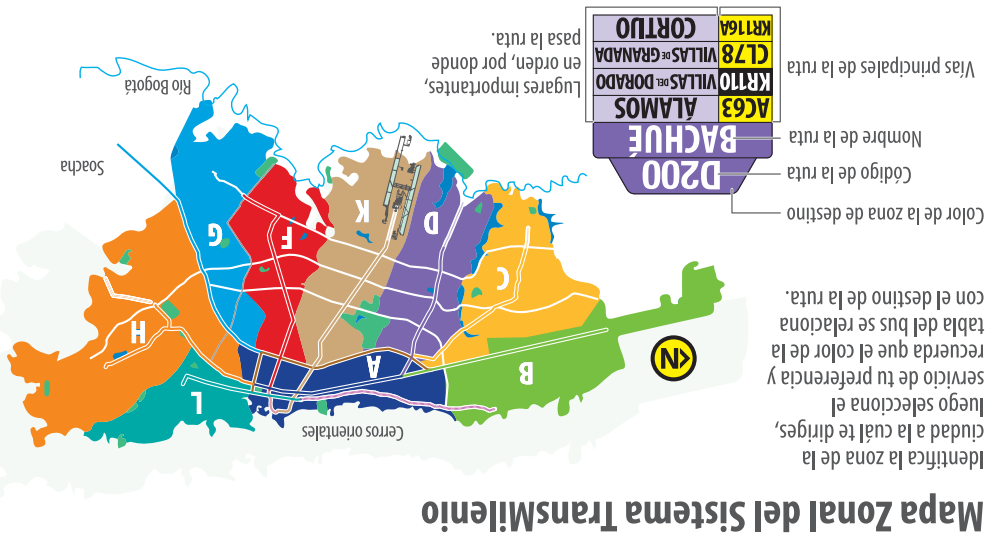 Mapa Zonal del Sistema TransMilenio
Identifica la zona de la
ciudad a la cuál te diriges,
luego selecciona el
servicio de tu preferencia y
recuerda que el color de la
tabla del bus se relaciona
con el destino de la ruta.
Color de la zona de destino
Código de la ruta
Nombre de la ruta
Vías principales de la ruta
D200
BACHUÉ
AC63 ÁLAMOS
KR110 VILLAS DEL DORADO
CL78 VILLAS DE GRANADA
KR116A CORTIJO
Lugares importantes,
en orden, por donde
pasa la ruta.
N
Cerros orientales
B
A
L
H
C
D
K
F
G
Soacha
Río Bogotá